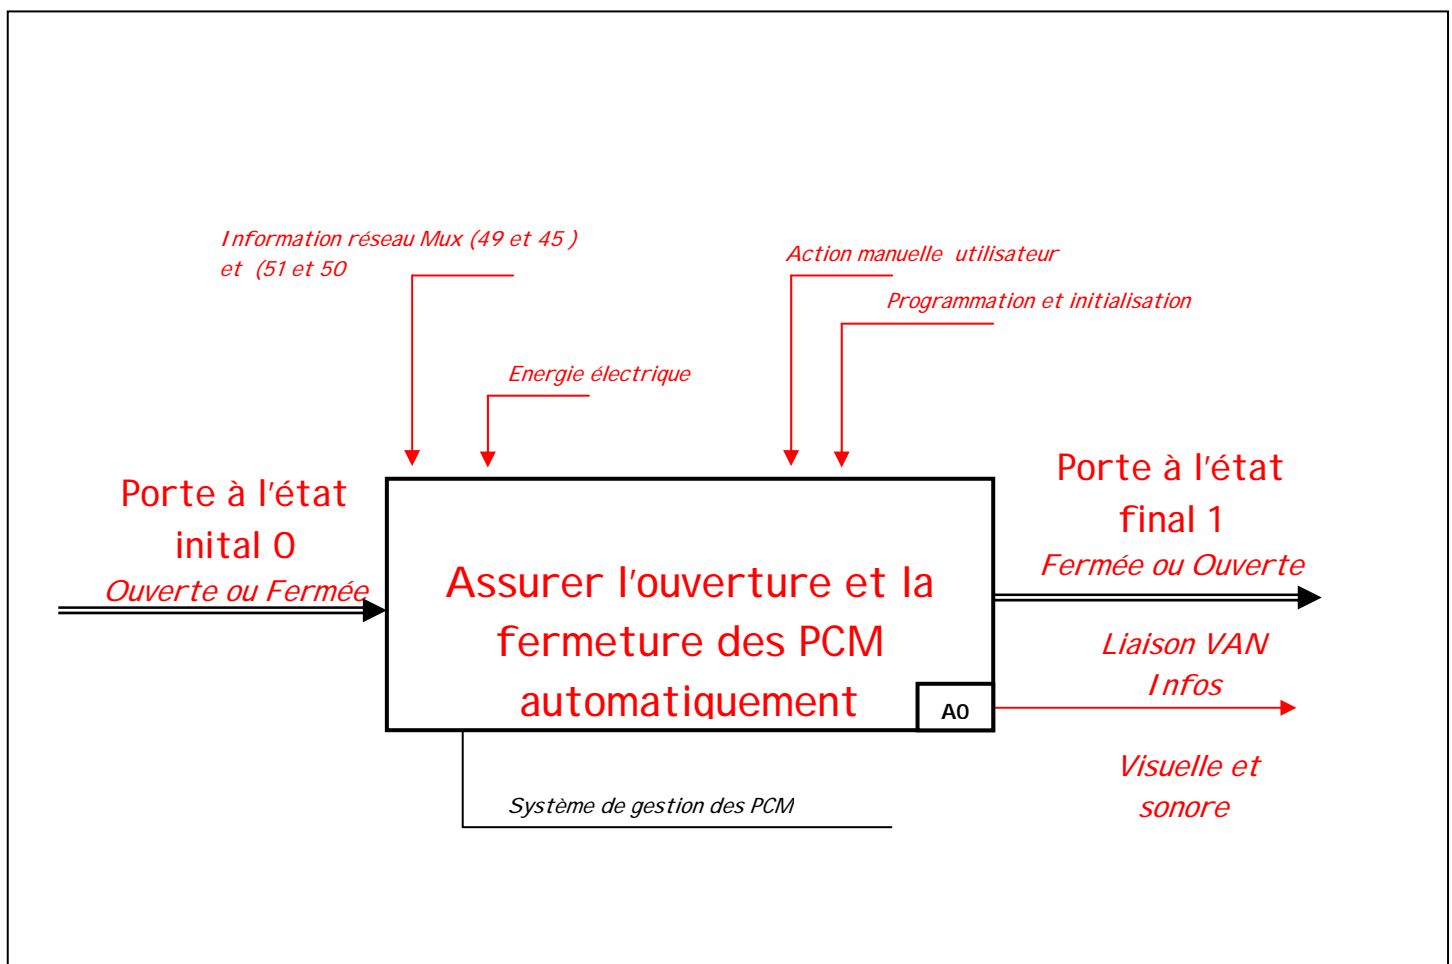 Information réseau Mux (49 et 45 )
et (51 et 50
Action manuelle utilisateur
Programmation et initialisation
Energie électrique
Porte à l'état
inital 0
Ouverte ou Fermée
Assurer l'ouverture et la
fermeture des PCM
automatiquement
A0
Porte à l'état
final 1
Fermée ou Ouverte
Liaison VAN
Infos
Visuelle et
sonore
Système de gestion des PCM